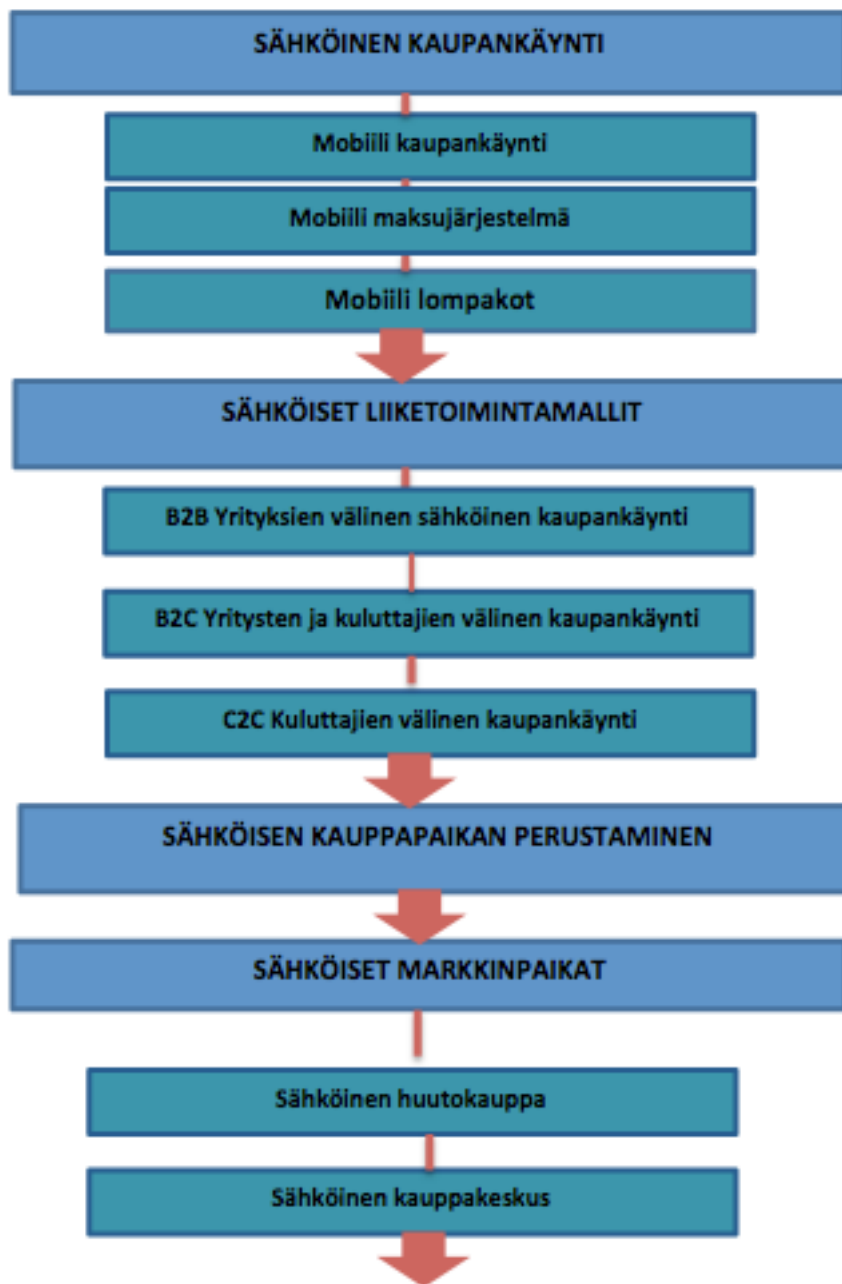 SÄHKÖINEN KAUPANKÄYNTI
Mobiili kaupankäynti
Mobiili maksujärjestelmä
Mobiili lompakot
SÄHKÖISET LIIKETOIMINTAMALLIT
B2B Yrityksien välinen sähköinen kaupankäynti
B2C Yritysten ja kuluttajien välinen kaupankäynti
C2C Kuluttajien välinen kaupankäynti
SÄHKÖISEN KAUPPAPAIKAN PERUSTAMINEN
SÄHKÖISET MARKKINPAIKAT
Sähköinen huutokauppa
Sähköinen kauppakeskus